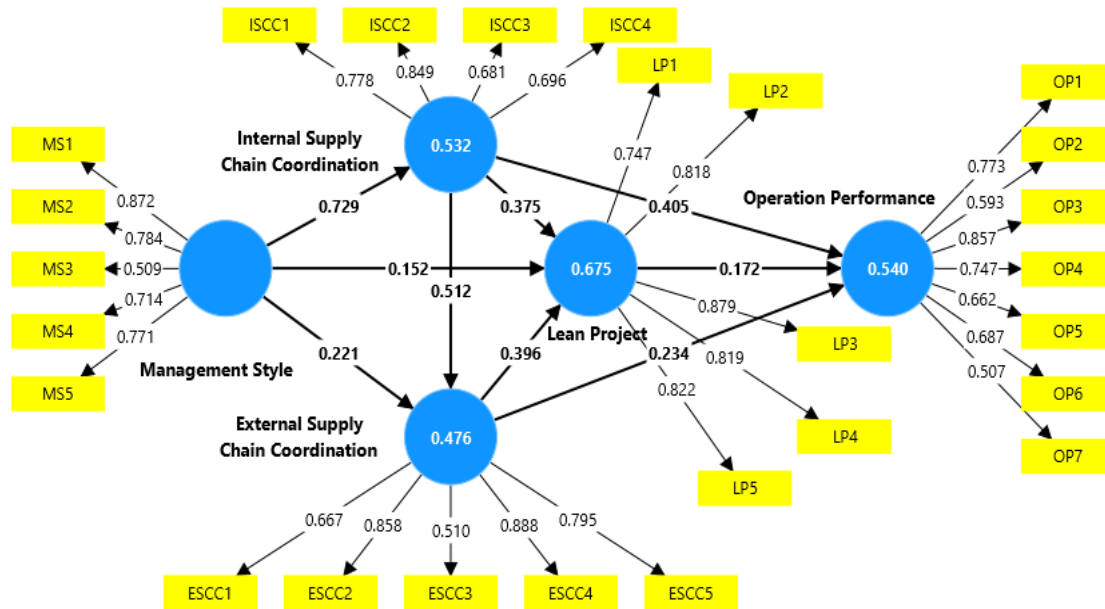 ISCC1
ISCC2
ISCC3
ISCC4
0.778
0.849
0.681
0.696
LP1
LP2
0.747
0.818
OP1
OP2
OP3
OP4
OP5
OP6
OP7
0.773
0.593
0.857
0.747
0.662
0.687
0.507
MS1
MS2
MS3
MS4
MS5
0.872
0.784
0.509
0.714
0.771
Internal Supply
Chain Coordination
0.532
Operation Performance
0.729
0.375
0.405
0.152
0.512
0.675
0.172
0.540
Lean Project
Management Style
0.221
0.396
0.234
0.879
0.819
0.822
LP3
LP4
LP5
External Supply
Chain Coordination
0.476
0.667
0.858
0.510
0.888
0.795
ESCC1
ESCC2
ESCC3
ESCC4
ESCC5